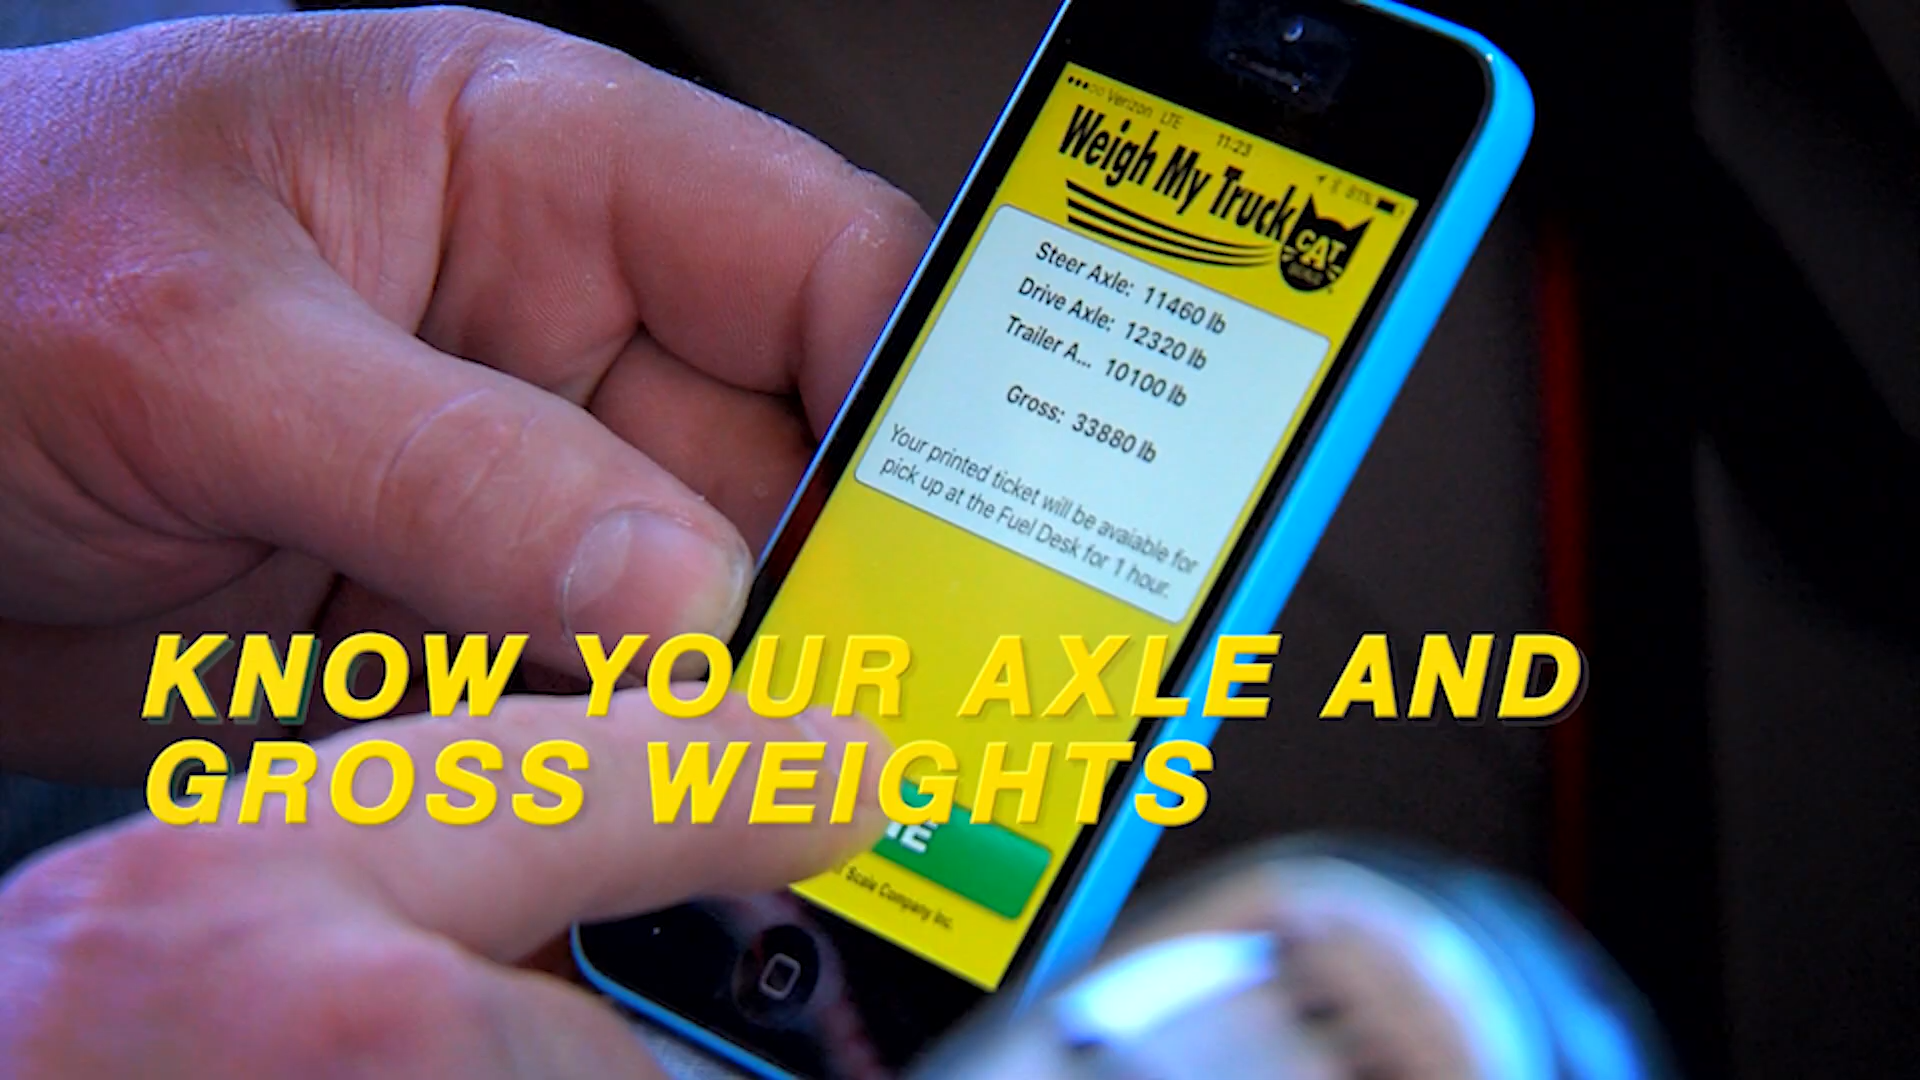 Verizon LTE 11:23 81%
Weigh My Truck
CAT
Steer Axle: 11460 lb
Drive Axle: 12320 lb
Trailer A... 10100 lb
Gross: 33880 lb
Your printed ticket will be avaiable for
pick up at the Fuel Desk for 1 hour.
KNOW YOUR AXLE AND
GROSS WEIGHTS
Scale Company Inc.